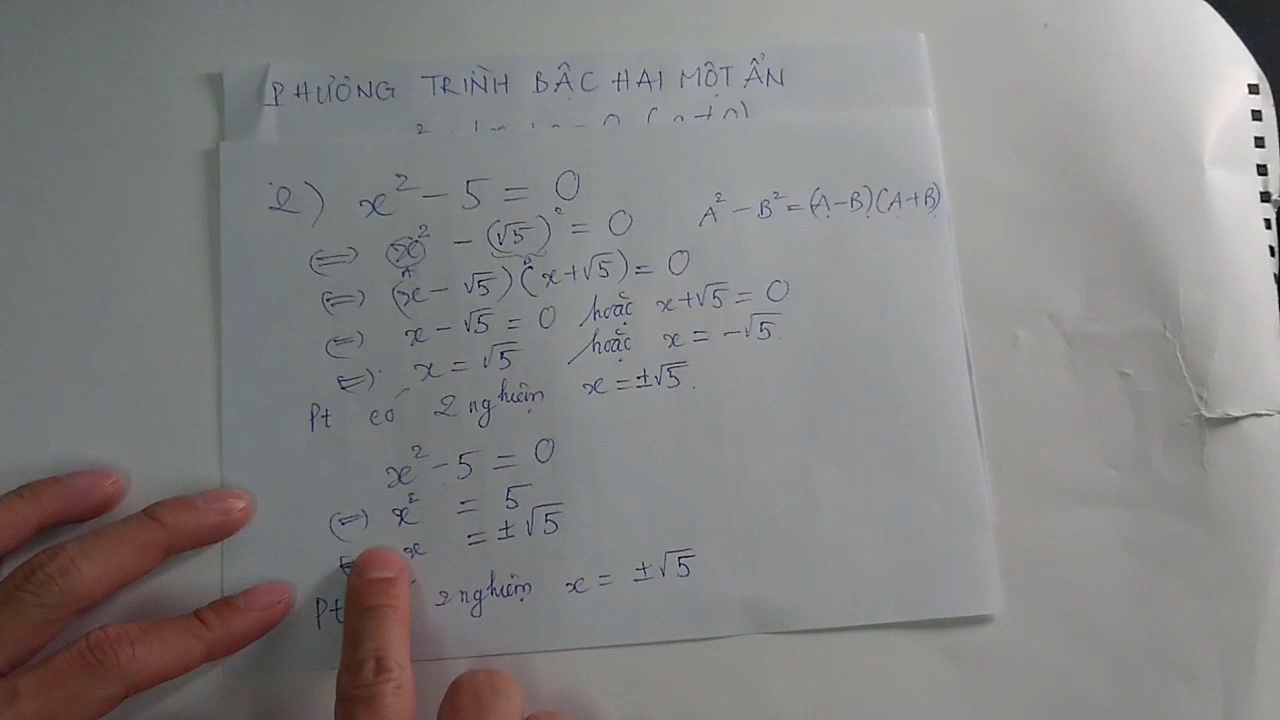 PHƯƠNG TRÌNH BẬC HAI MỘT ẨN
2) x² - 5 = 0
A² - B² = (A-B)(A+B)
(=) x² - (√5)² = 0
A B
(=) (x - √5)(x + √5) = 0
(=) x - √5 = 0 hoặc x + √5 = 0
(=) x = √5 hoặc x = -√5
Pt có 2 nghiệm x = ±√5.
x² - 5 = 0
(=) x² = 5
x = ±√5
Pt 2 nghiệm x = ±√5